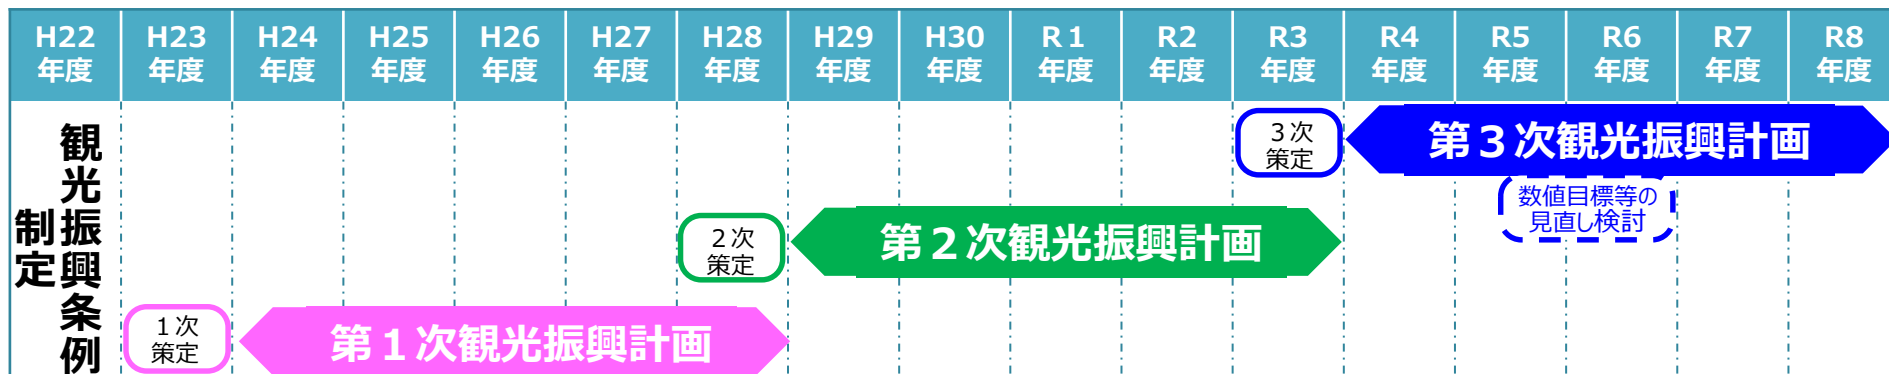 H22
年度
H23
年度
H24
年度
H25
年度
H26
年度
H27
年度
H28
年度
H29
年度
H30
年度
R１
年度
R2
年度
R3
年度
R4
年度
R5
年度
R6
年度
R7
年度
R8
年度
観光振興条例
制定
３次
策定
第３次観光振興計画
数値目標等の
見直し検討
２次
策定
第２次観光振興計画
１次
策定
第１次観光振興計画